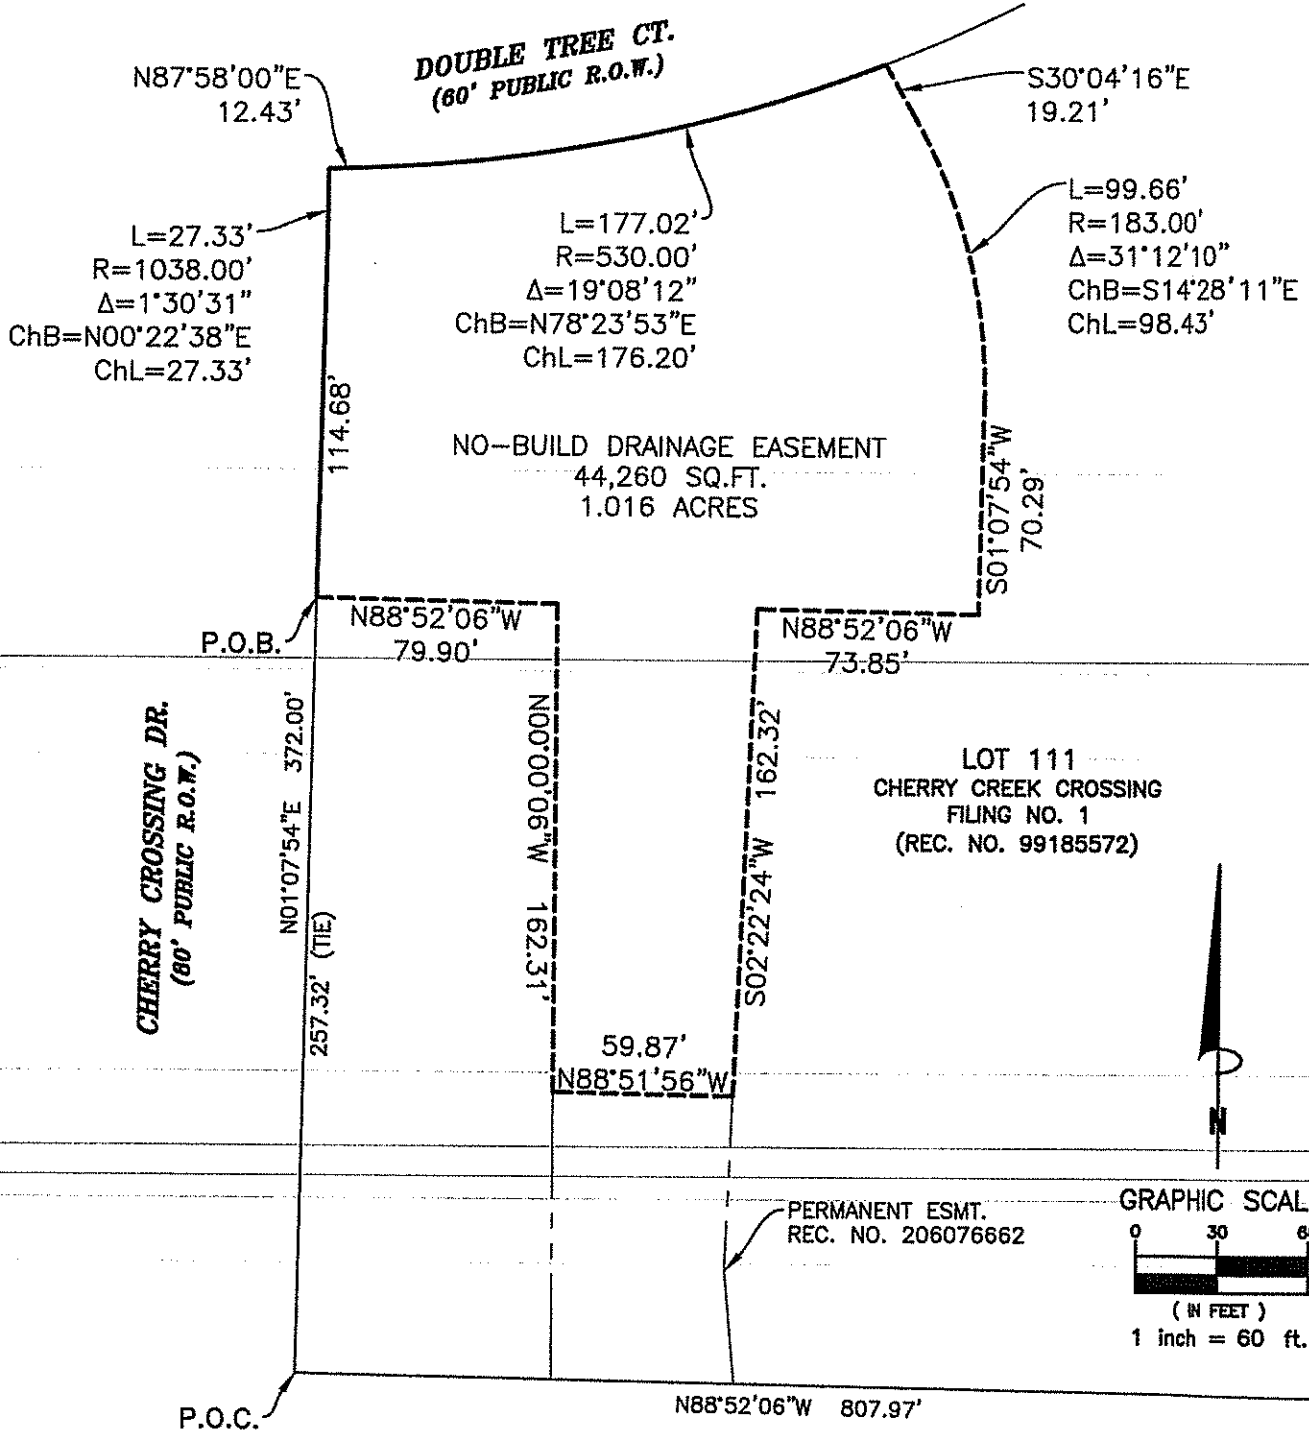 DOUBLE TREE CT.
(60' PUBLIC R.O.W.)
N87°58'00"E
12.43'
S30°04'16"E
19.21'
L=27.33'
R=1038.00'
Δ=1°30'31"
ChB=N00°22'38"E
ChL=27.33'
L=177.02'
R=530.00'
Δ=19°08'12"
ChB=N78°23'53"E
ChL=176.20'
L=99.66'
R=183.00'
Δ=31°12'10"
ChB=S14°28'11"E
ChL=98.43'
114.68'
NO-BUILD DRAINAGE EASEMENT
44,260 SQ.FT.
1.016 ACRES
S01°07'54"W
70.29'
P.O.B.
N88°52'06"W
79.90'
N88°52'06"W
73.85'
CHERRY CROSSING DR.
(80' PUBLIC R.O.W.)
N01°07'54"E 372.00'
257.32' (TIE)
N00°00'06"W 162.31'
S02°22'24"W 162.32'
LOT 111
CHERRY CREEK CROSSING
FILING NO. 1
(REC. NO. 99185572)
59.87'
N88°51'56"W
N
PERMANENT ESMT.
REC. NO. 206076662
GRAPHIC SCAL
0 30 6
( IN FEET )
1 inch = 60 ft.
P.O.C.
N88°52'06"W 807.97'